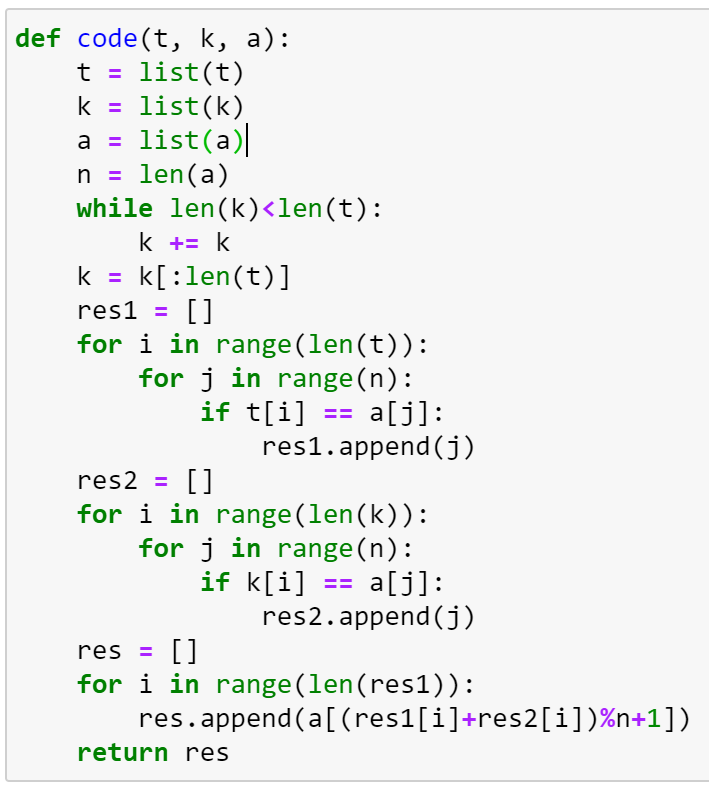 def code(t, k, a):
    t = list(t)
    k = list(k)
    a = list(a)
    n = len(a)
    while len(k)<len(t):
        k += k
    k = k[:len(t)]
    res1 = []
    for i in range(len(t)):
        for j in range(n):
            if t[i] == a[j]:
                res1.append(j)
    res2 = []
    for i in range(len(k)):
        for j in range(n):
            if k[i] == a[j]:
                res2.append(j)
    res = []
    for i in range(len(res1)):
        res.append(a[(res1[i]+res2[i])%n+1])
    return res